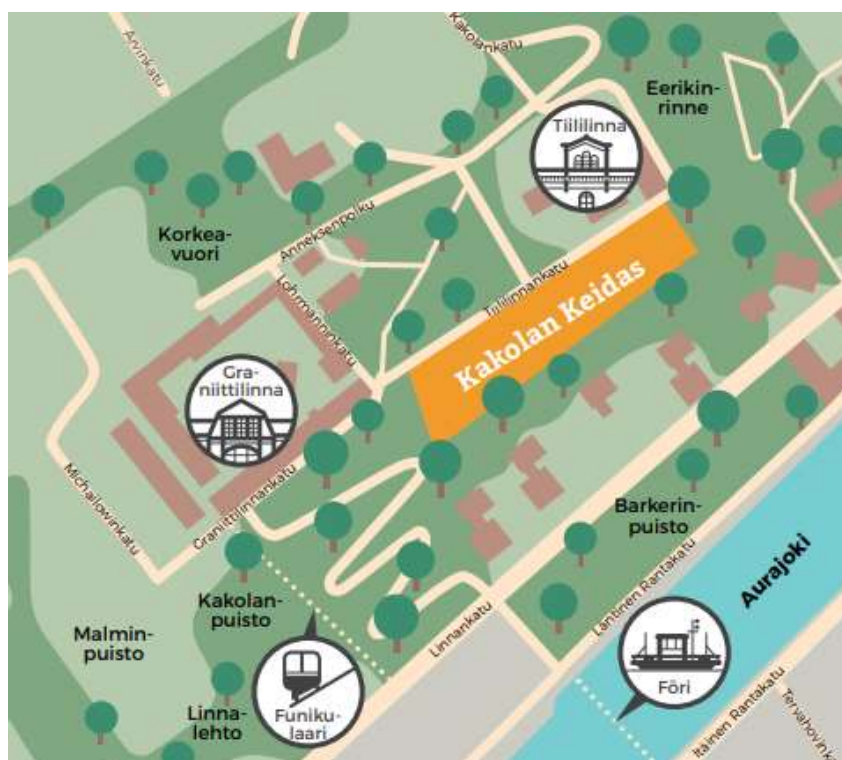 Kakolankatu
Arvinkatu
Eerikin-
rinne
Tiililinna
Korkea-
vuori
Anneksenpolku
Lohrmanninkatu
Tiililinnankatu
Kakolan Keidas
Gra-
niittilinna
Michailowinkatu
Graniittilinnankatu
Barkerin-
puisto
Aurajoki
Kakolan-
puisto
Linnankatu
Läntinen Rantakatu
Malmin-
puisto
Föri
Linna-
lehto
Funiku-
laari
Itäinen Rantakatu